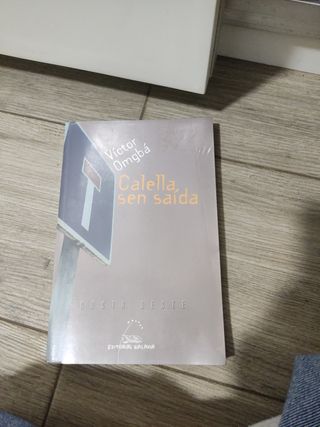 Víctor
Omgbá
Calella
sen saída
COSTA OESTE
EDITORIAL GALAXIA